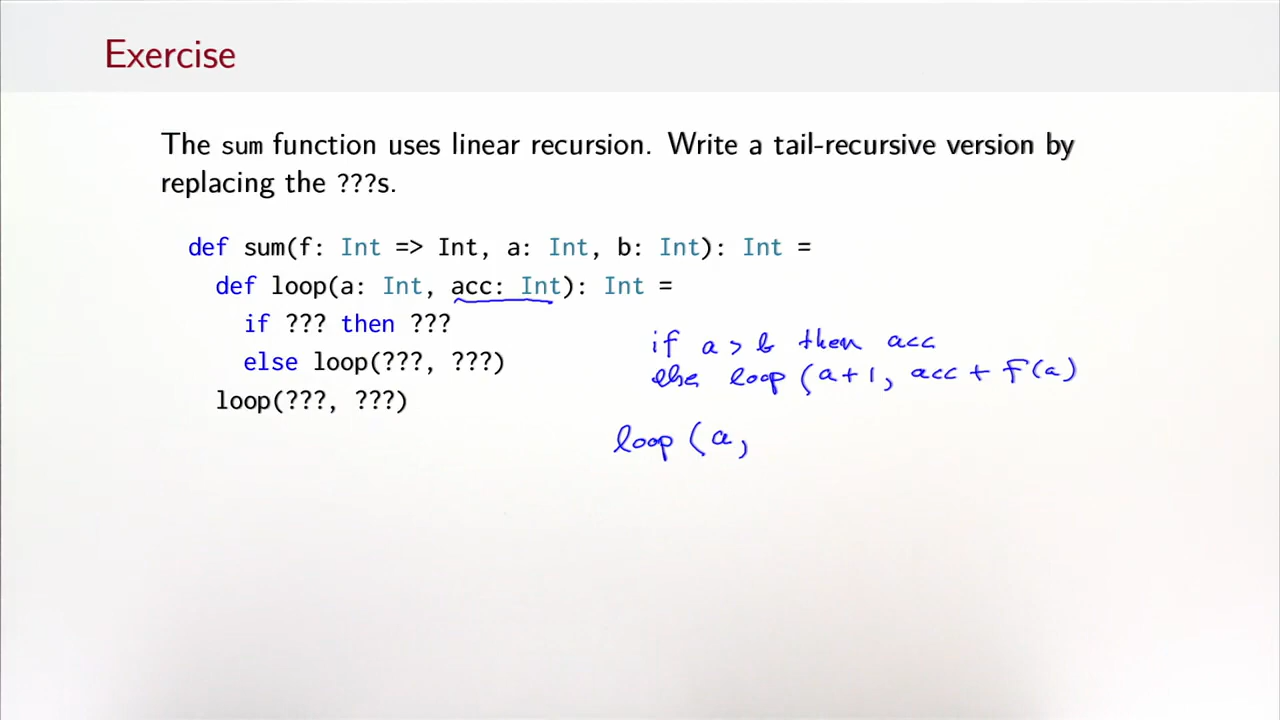 Exercise
The sum function uses linear recursion. Write a tail-recursive version by
replacing the ???s.
def sum(f: Int => Int, a: Int, b: Int): Int =
def loop(a: Int, acc: Int): Int =
if ??? then ???
else loop(???, ???)
loop(???, ???)
if a > b then acc
else loop (a+1, acc + f(a)
loop (a,